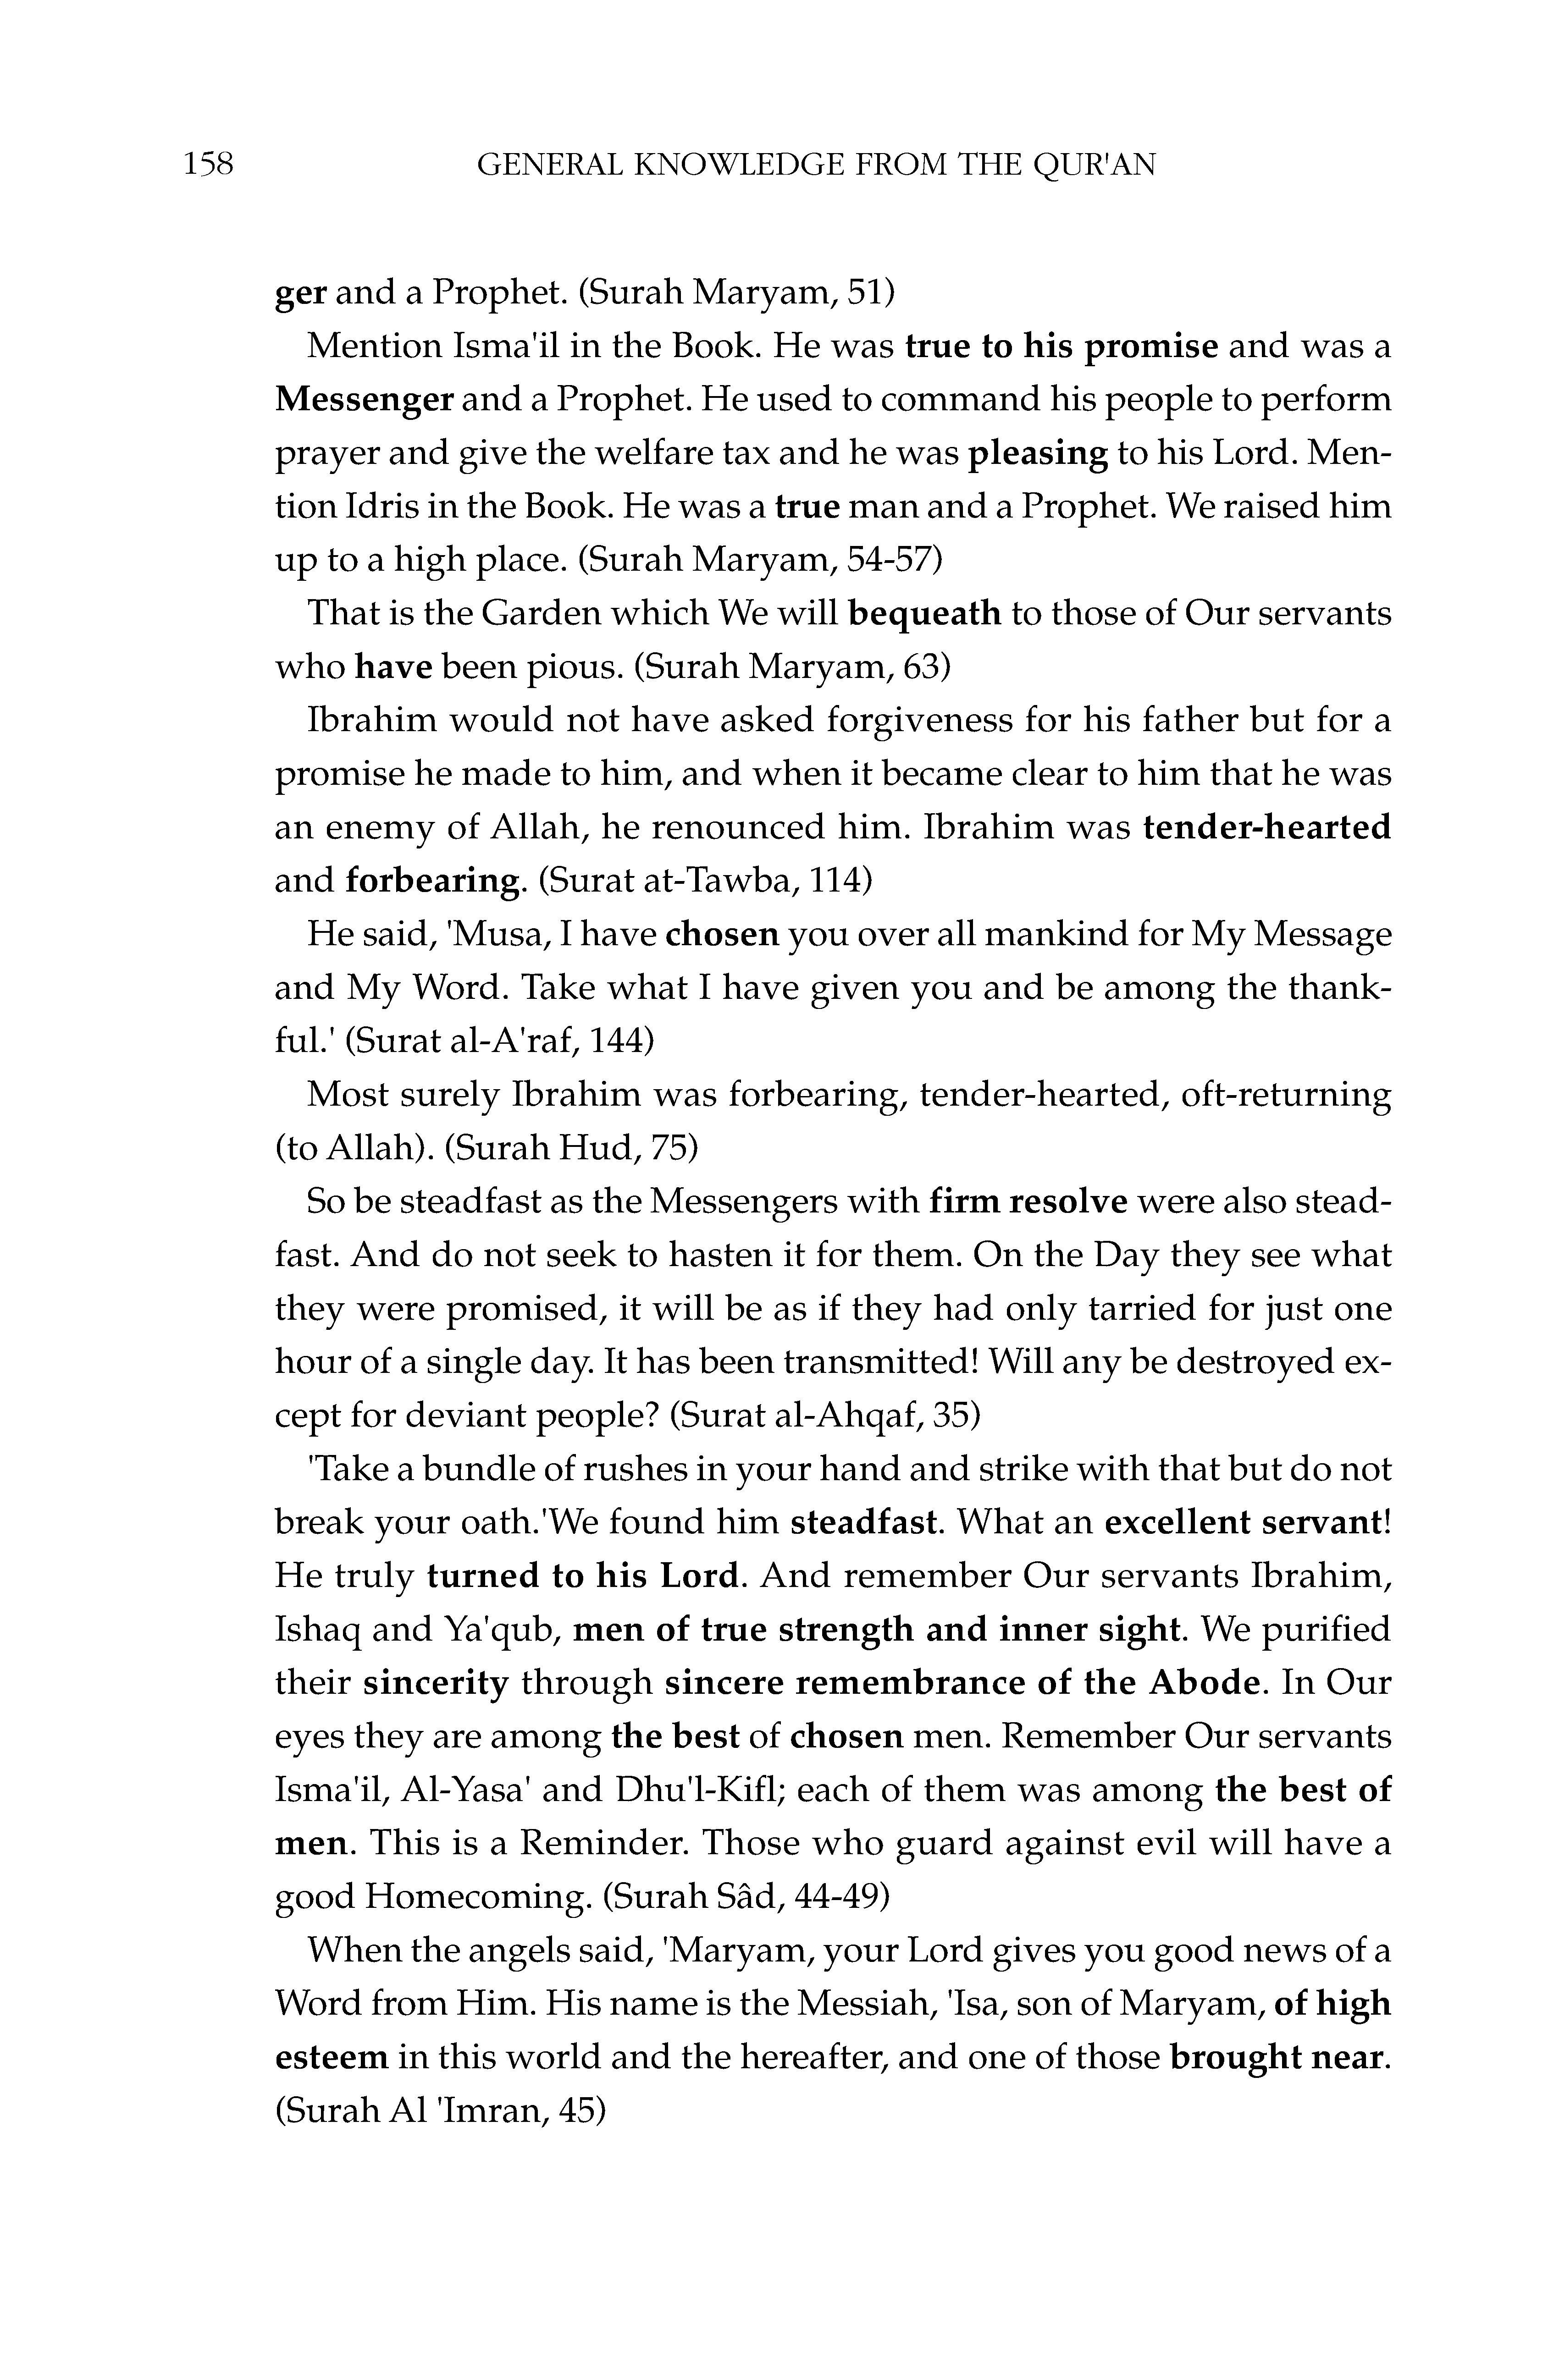 158 GENERAL KNOWLEDGE FROM THE QUR'AN
ger and a Prophet. (Surah Maryam, 51)
Mention Isma'il in the Book. He was true to his promise and was a
Messenger and a Prophet. He used to command his people to perform
prayer and give the welfare tax and he was pleasing to his Lord. Men-
tion Idris in the Book. He was a true man and a Prophet. We raised him
up to a high place. (Surah Maryam, 54-57)
That is the Garden which We will bequeath to those of Our servants
who have been pious. (Surah Maryam, 63)
Ibrahim would not have asked forgiveness for his father but for a
promise he made to him, and when it became clear to him that he was
an enemy of Allah, he renounced him. Ibrahim was tender-hearted
and forbearing. (Surat at-Tawba, 114)
He said, 'Musa, I have chosen you over all mankind for My Message
and My Word. Take what I have given you and be among the thank-
ful.' (Surat al-A'raf, 144)
Most surely Ibrahim was forbearing, tender-hearted, oft-returning
(to Allah). (Surah Hud, 75)
So be steadfast as the Messengers with firm resolve were also stead-
fast. And do not seek to hasten it for them. On the Day they see what
they were promised, it will be as if they had only tarried for just one
hour of a single day. It has been transmitted! Will any be destroyed ex-
cept for deviant people? (Surat al-Ahqaf, 35)
'Take a bundle of rushes in your hand and strike with that but do not
break your oath.'We found him steadfast. What an excellent servant!
He truly turned to his Lord. And remember Our servants Ibrahim,
Ishaq and Ya'qub, men of true strength and inner sight. We purified
their sincerity through sincere remembrance of the Abode. In Our
eyes they are among the best of chosen men. Remember Our servants
Isma'il, Al-Yasa' and Dhu'l-Kifl; each of them was among the best of
men. This is a Reminder. Those who guard against evil will have a
good Homecoming. (Surah Sâd, 44-49)
When the angels said, 'Maryam, your Lord gives you good news of a
Word from Him. His name is the Messiah, 'Isa, son of Maryam, of high
esteem in this world and the hereafter, and one of those brought near.
(Surah Al 'Imran, 45)